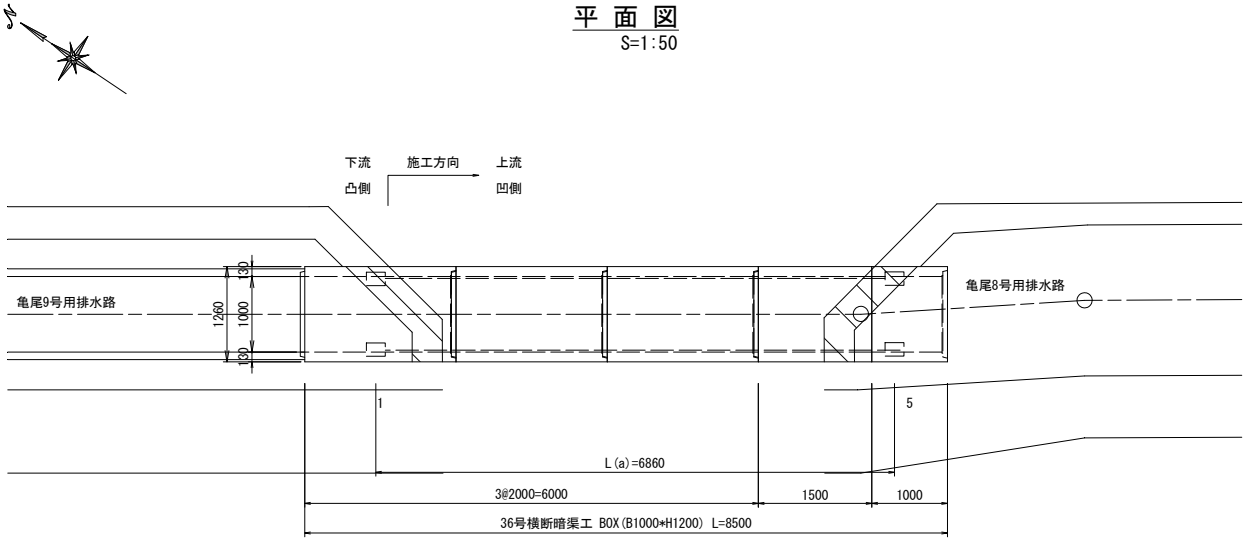 平 面 図
S=1:50
N
下流 施工方向 上流
凸側 凹側
亀尾9号用排水路
亀尾8号用排水路
130
1000
1260
130
1
5
L(a)=6860
3@2000=6000
1500
1000
36号横断暗渠工 BOX(B1000*H1200) L=8500